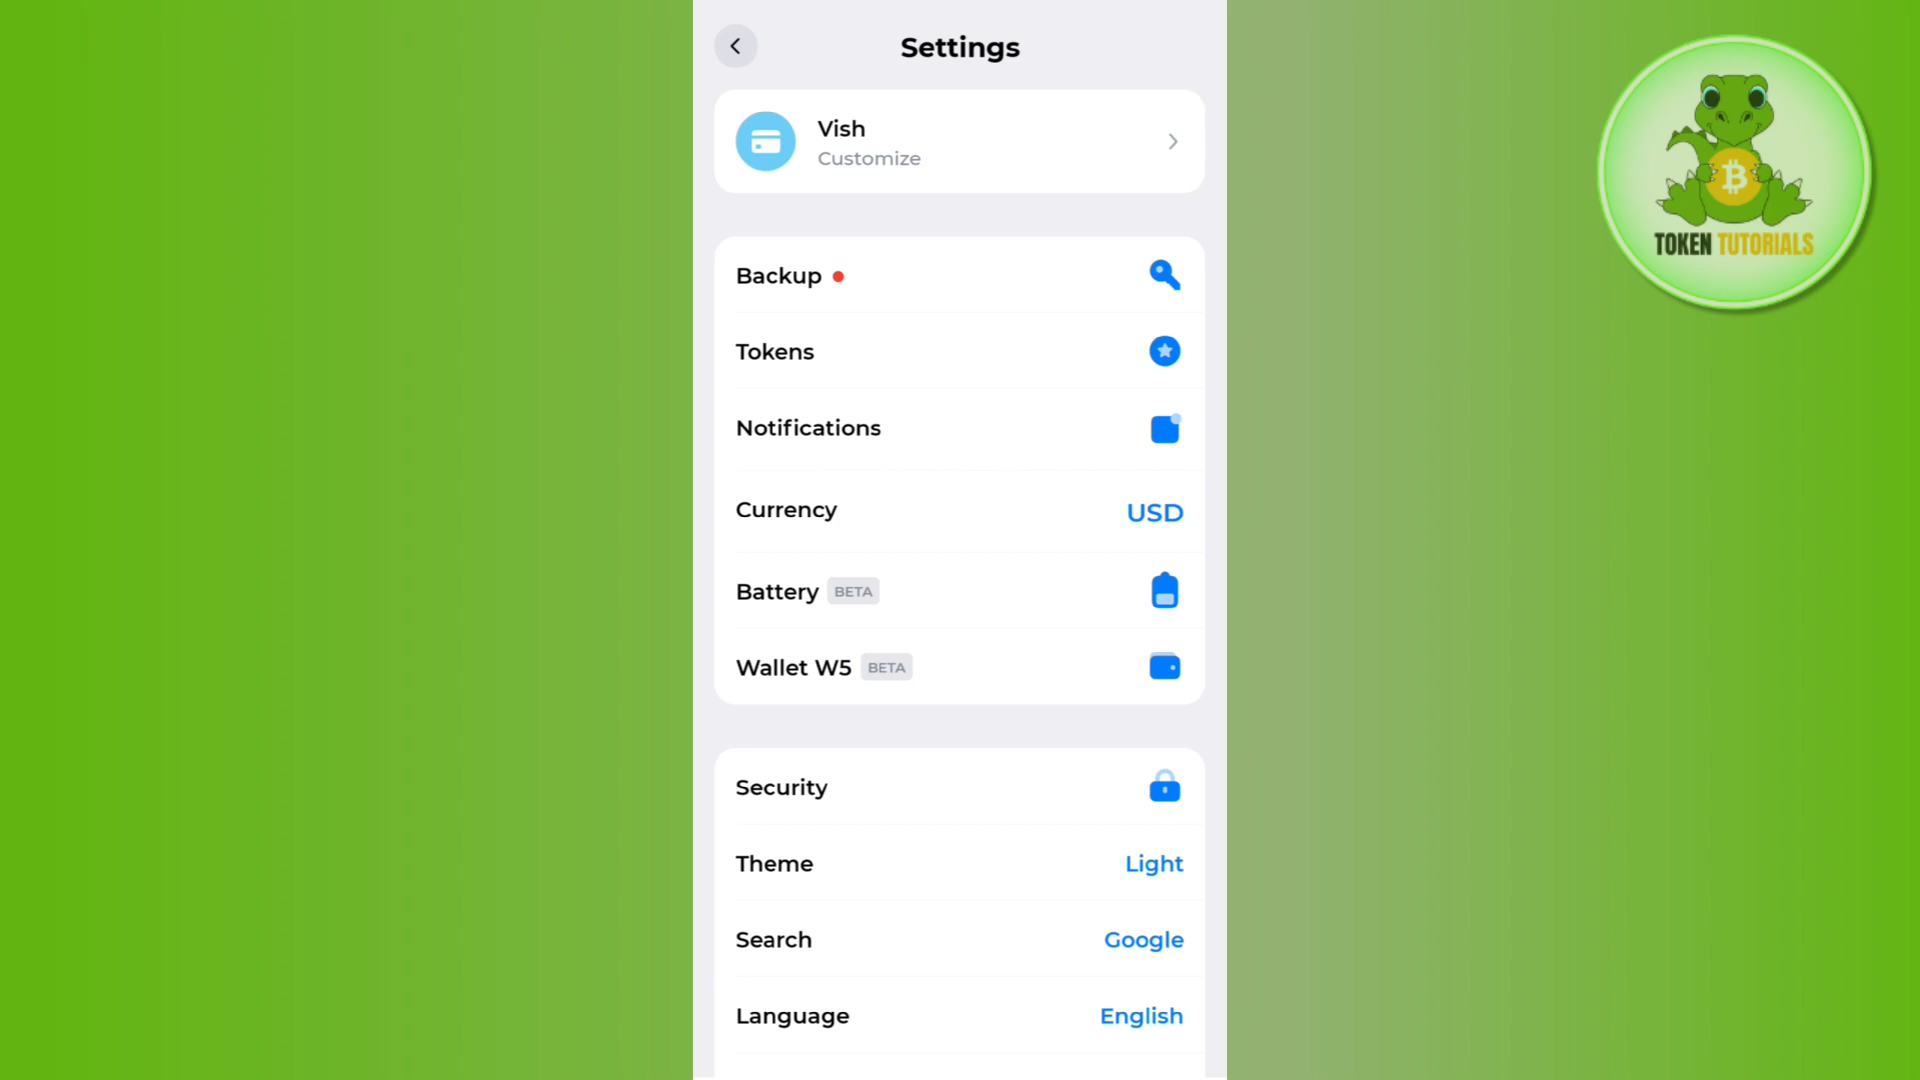 Settings
Vish
Customize
Backup
Tokens
Notifications
Currency USD
Battery BETA
Wallet W5 BETA
Security
Theme Light
Search Google
Language English
TOKEN TUTORIALS